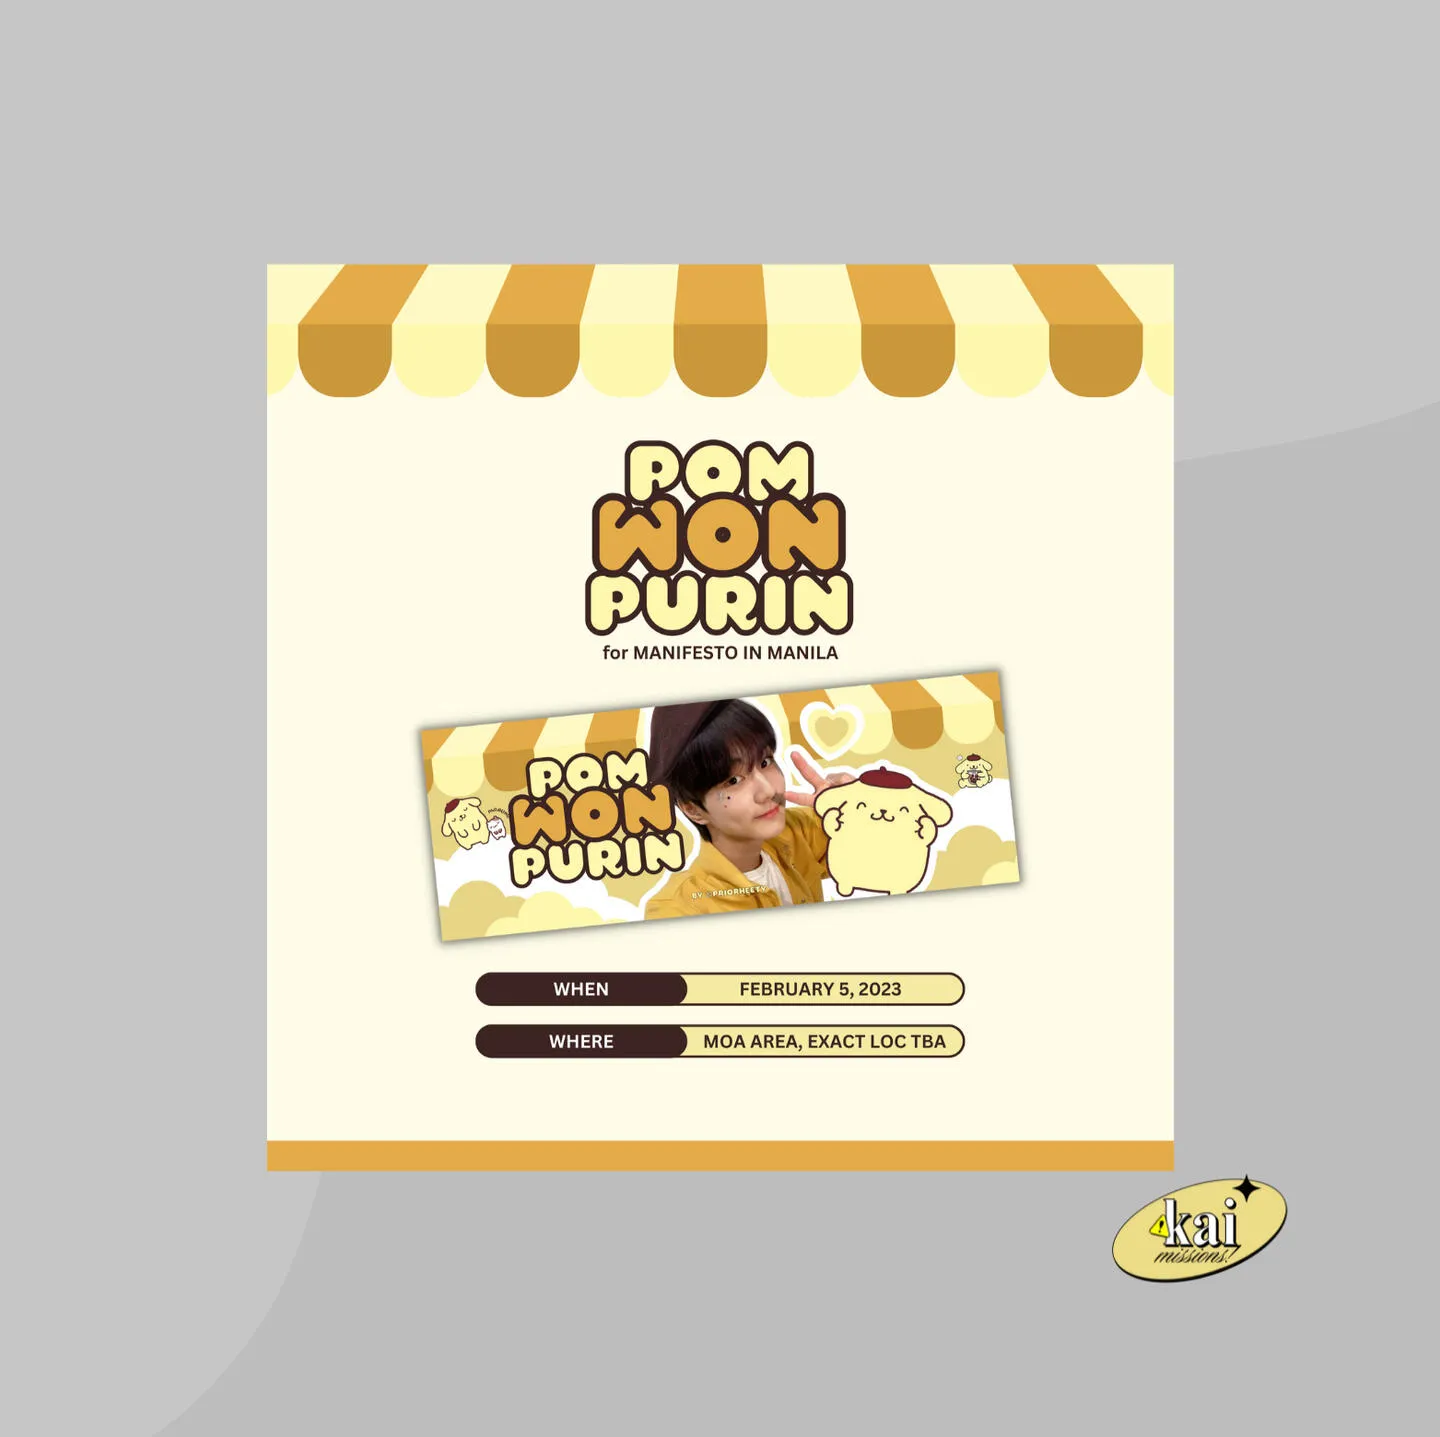 POM
WON
PURIN
for MANIFESTO IN MANILA
POM
WON
PURIN
BY @PRIORHEETY
WHEN
FEBRUARY 5, 2023
WHERE
MOA AREA, EXACT LOC TBA
kai
missions!